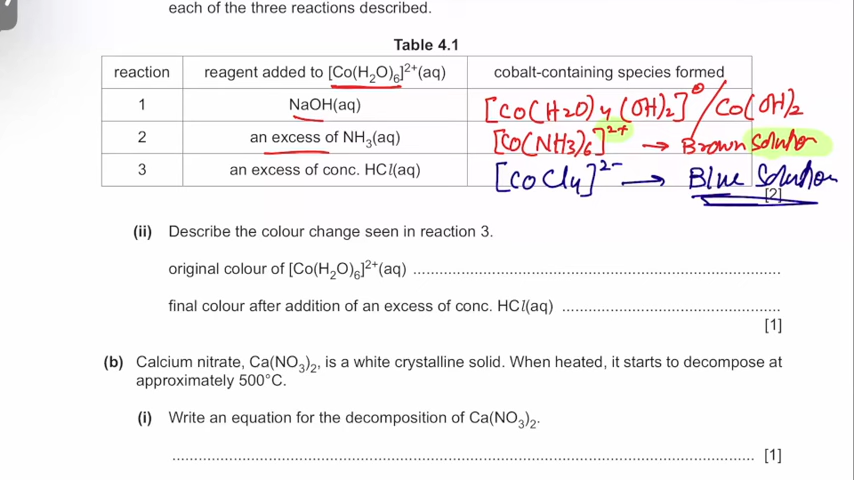 each of the three reactions described.
Table 4.1
reaction reagent added to [Co(H₂O)₆]²⁺(aq) cobalt-containing species formed
1 NaOH(aq) [Co(H2O)4(OH)2]⁰/Co(OH)2
2 an excess of NH₃(aq) [Co(NH3)6]²⁺ → Brown Solution
3 an excess of conc. HCl(aq) [CoCl4]²⁻ → Blue Solution
[2]
(ii) Describe the colour change seen in reaction 3.
original colour of [Co(H₂O)₆]²⁺(aq) ..........
final colour after addition of an excess of conc. HCl(aq) ..........
[1]
(b) Calcium nitrate, Ca(NO₃)₂, is a white crystalline solid. When heated, it starts to decompose at
approximately 500°C.
(i) Write an equation for the decomposition of Ca(NO₃)₂.
.......... [1]